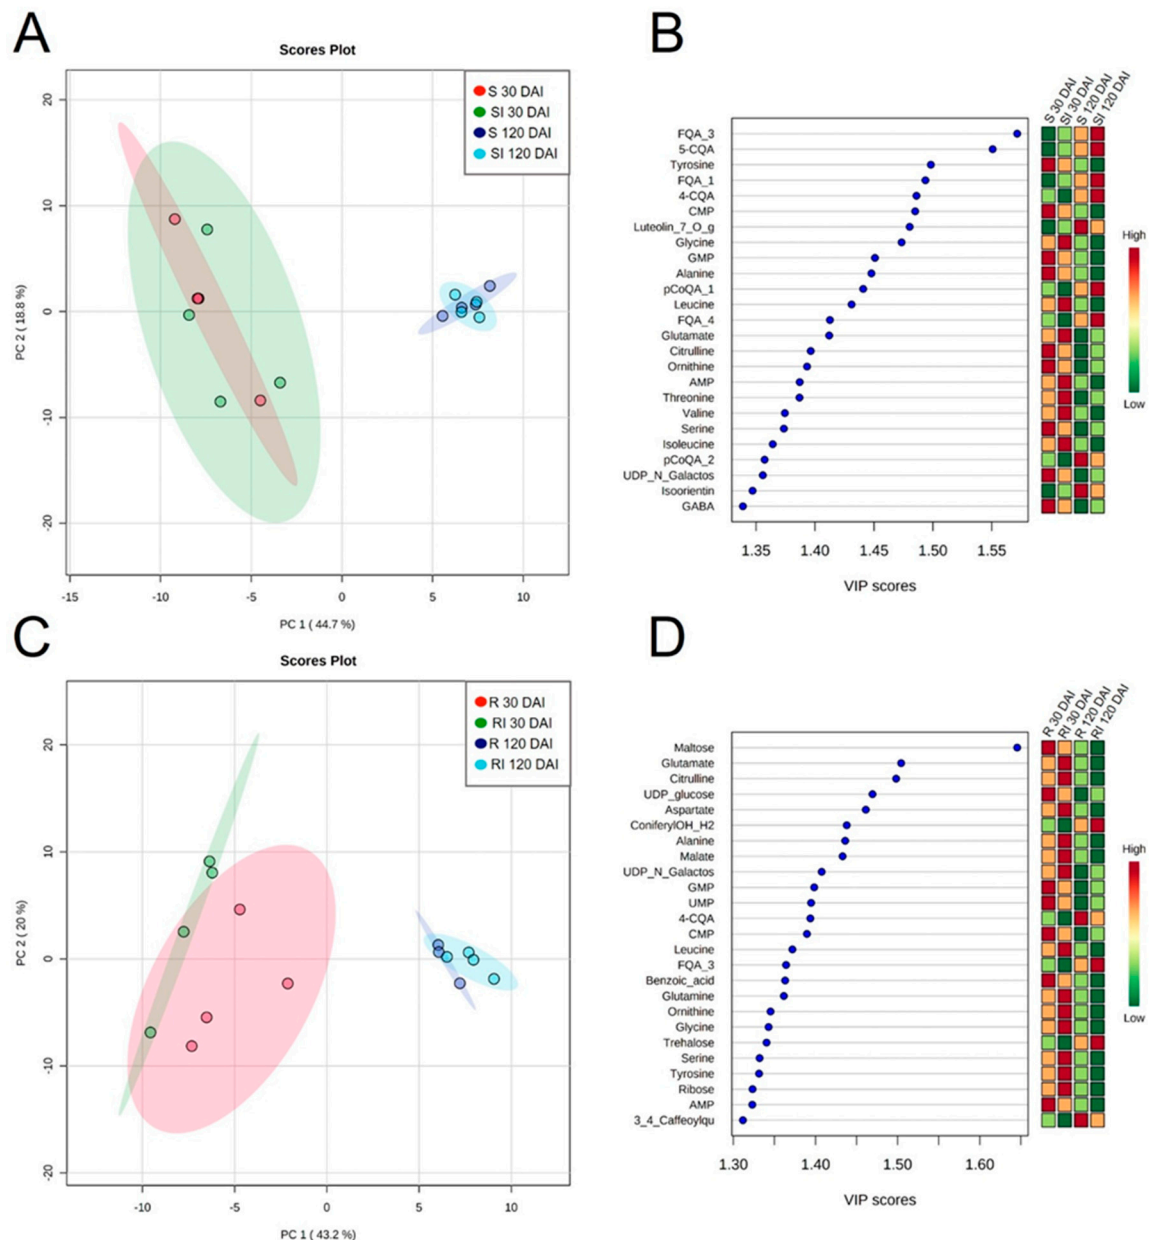 A
Scores Plot
S 30 DAI
SI 30 DAI
S 120 DAI
SI 120 DAI
20
10
0
-10
-20
PC 2 ( 18.8 %)
-15 -10 -5 0 5 10
PC 1 ( 44.7 %)
B
S 30 DAI
SI 30 DAI
S 120 DAI
SI 120 DAI
FQA_3
5-CQA
Tyrosine
FQA_1
4-CQA
CMP
Luteolin_7_O_g
Glycine
GMP
Alanine
pCoQA_1
Leucine
FQA_4
Glutamate
Citrulline
Ornithine
AMP
Threonine
Valine
Serine
Isoleucine
pCoQA_2
UDP_N_Galactos
Isoorientin
GABA
1.35 1.40 1.45 1.50 1.55
VIP scores
High
Low
C
Scores Plot
R 30 DAI
RI 30 DAI
R 120 DAI
RI 120 DAI
20
10
0
-10
-20
PC 2 ( 20 %)
-10 -5 0 5 10
PC 1 ( 43.2 %)
D
R 30 DAI
RI 30 DAI
R 120 DAI
RI 120 DAI
Maltose
Glutamate
Citrulline
UDP_glucose
Aspartate
ConiferylOH_H2
Alanine
Malate
UDP_N_Galactos
GMP
UMP
4-CQA
CMP
Leucine
FQA_3
Benzoic_acid
Glutamine
Ornithine
Glycine
Trehalose
Serine
Tyrosine
Ribose
AMP
3_4_Caffeoylqu
1.30 1.40 1.50 1.60
VIP scores
High
Low